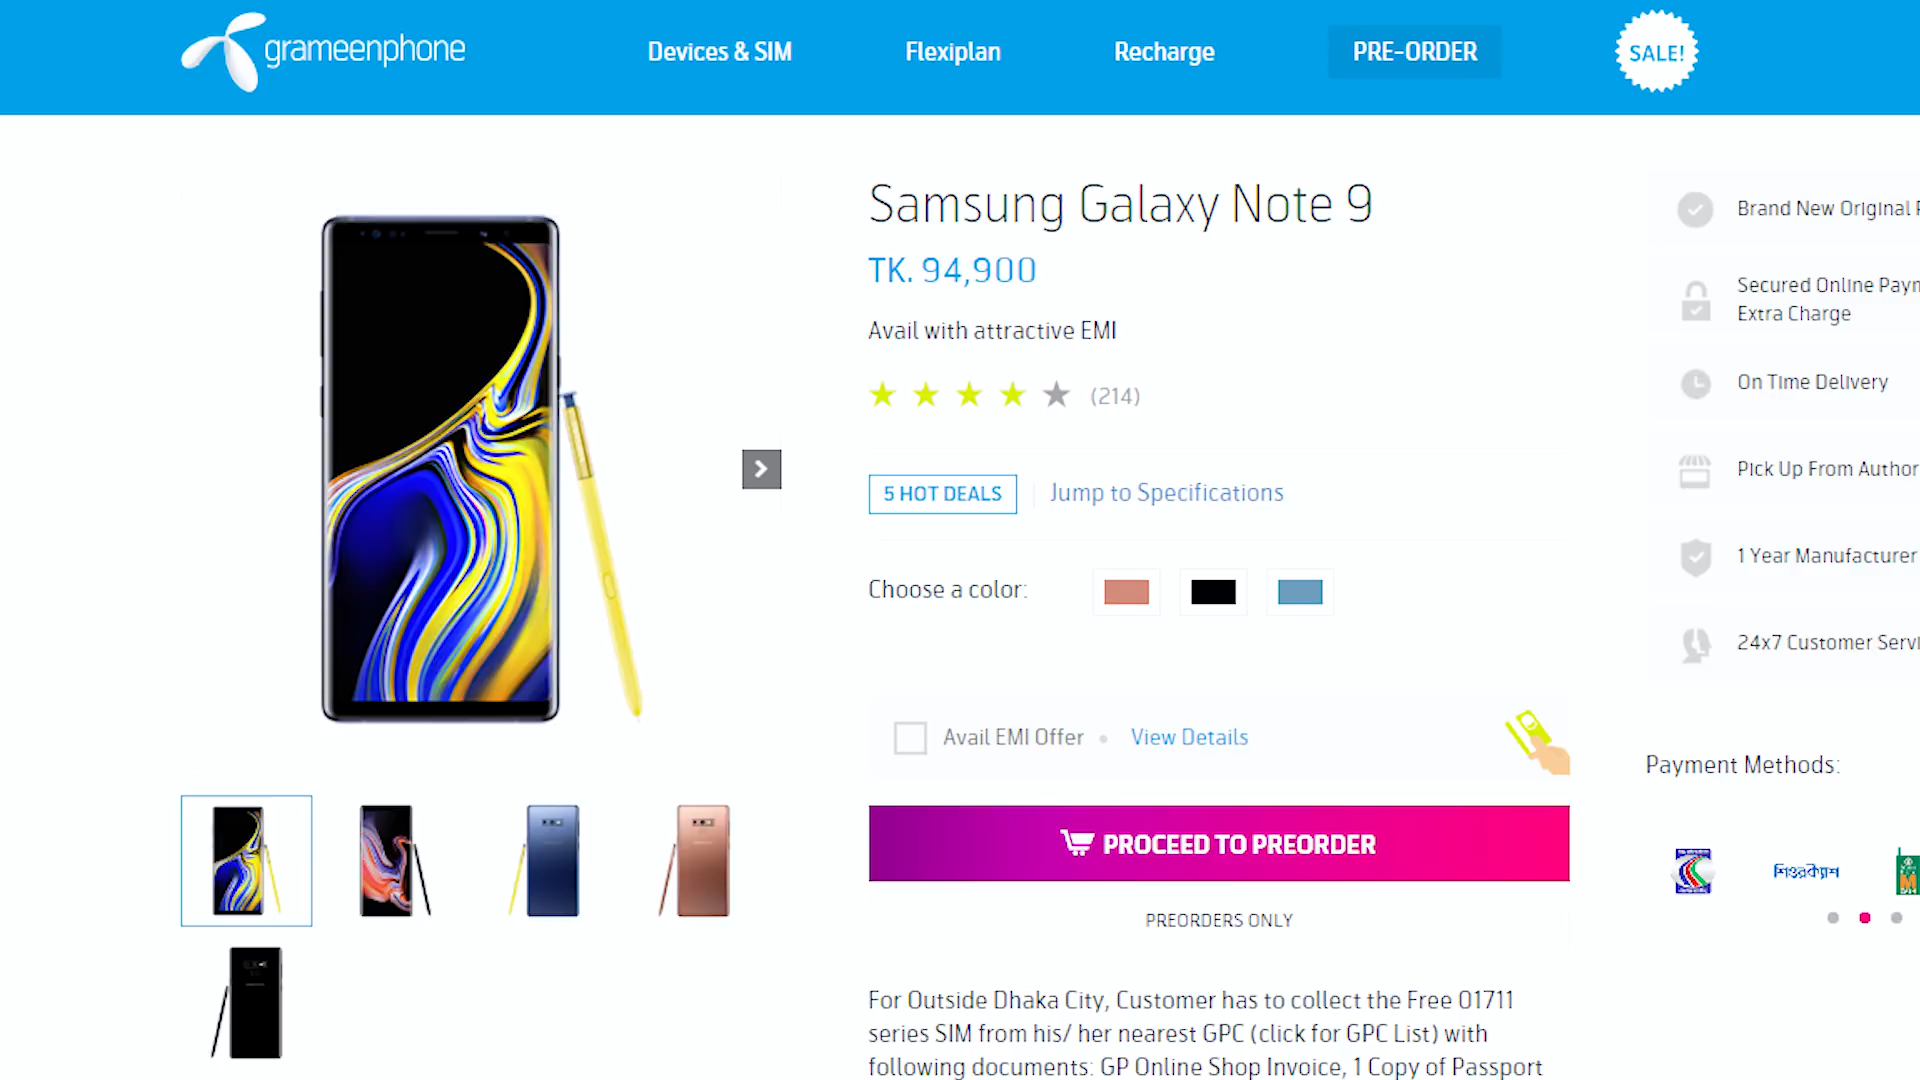 grameenphone
Devices & SIM
Flexiplan
Recharge
PRE-ORDER
SALE!
Samsung Galaxy Note 9
TK. 94,900
Avail with attractive EMI
(214)
5 HOT DEALS
Jump to Specifications
Choose a color:
Avail EMI Offer
View Details
PROCEED TO PREORDER
PREORDERS ONLY
For Outside Dhaka City, Customer has to collect the Free 01711
series SIM from his/ her nearest GPC (click for GPC List) with
following documents: GP Online Shop Invoice, 1 Copy of Passport
Brand New Original
Secured Online Paym
Extra Charge
On Time Delivery
Pick Up From Author
1 Year Manufacturer
24x7 Customer Servi
Payment Methods:
শিওরক্যাশ